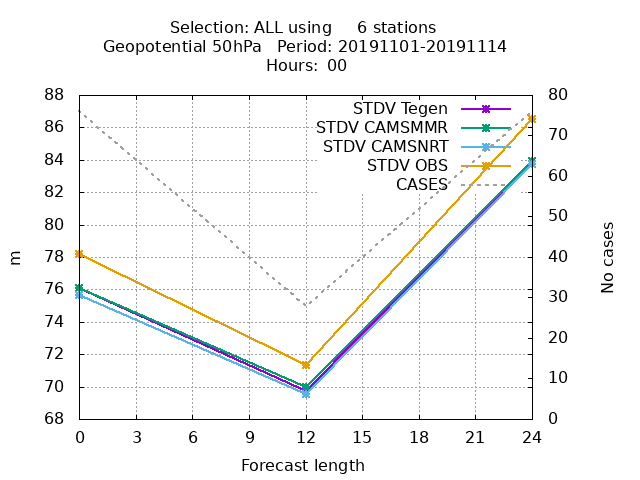 Selection: ALL using     6 stations
Geopotential 50hPa   Period: 20191101-20191114
Hours:  00
STDV Tegen
STDV CAMSMMR
STDV CAMSNRT
STDV OBS
CASES
88
86
84
82
80
78
76
74
72
70
68
m
80
70
60
50
40
30
20
10
0
No cases
0 3 6 9 12 15 18 21 24
Forecast length